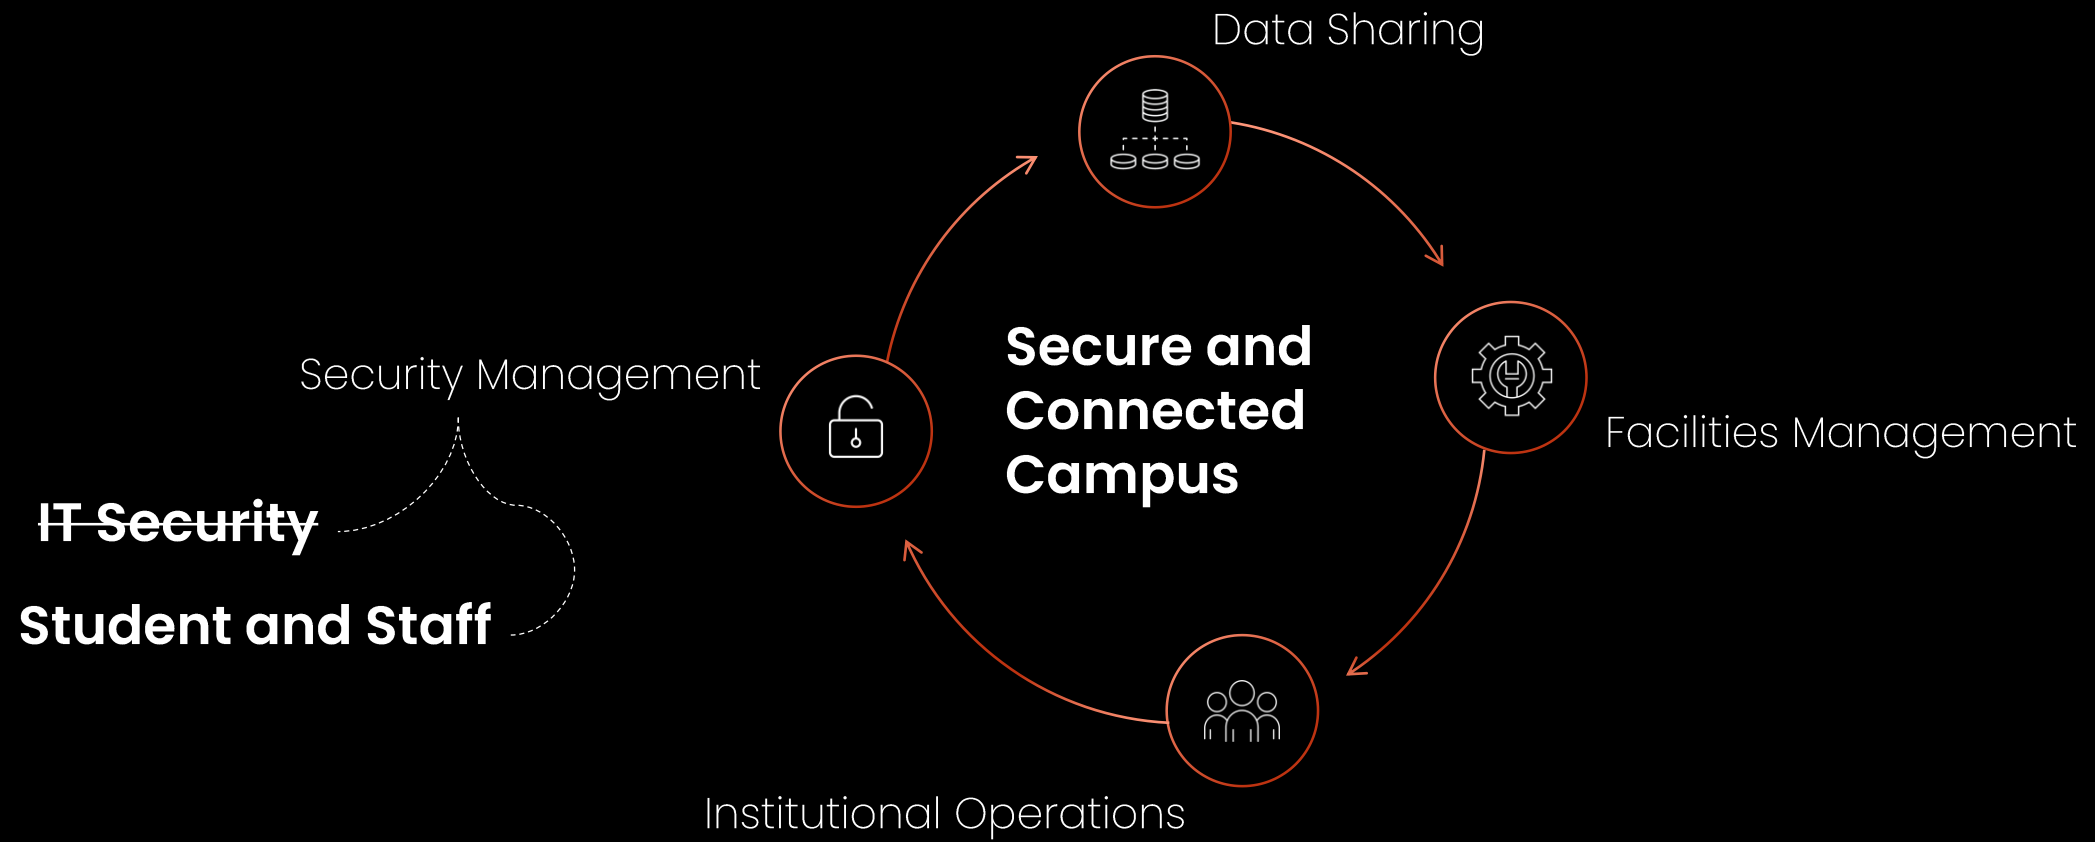 Data Sharing
Secure and
Connected
Campus
Security Management
Facilities Management
IT Security
Student and Staff
Institutional Operations